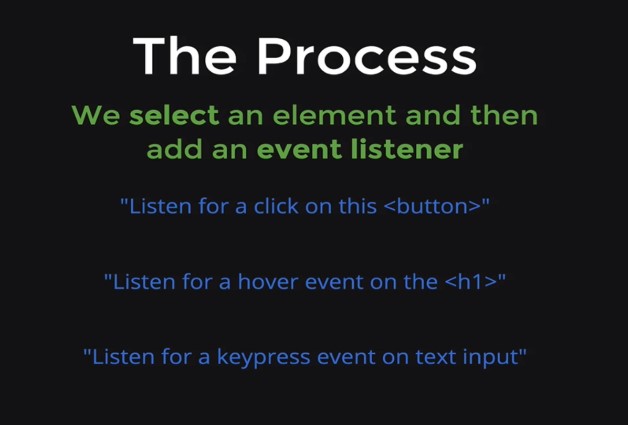 The Process
We select an element and then
add an event listener
"Listen for a click on this <button>"
"Listen for a hover event on the <h1>"
"Listen for a keypress event on text input"